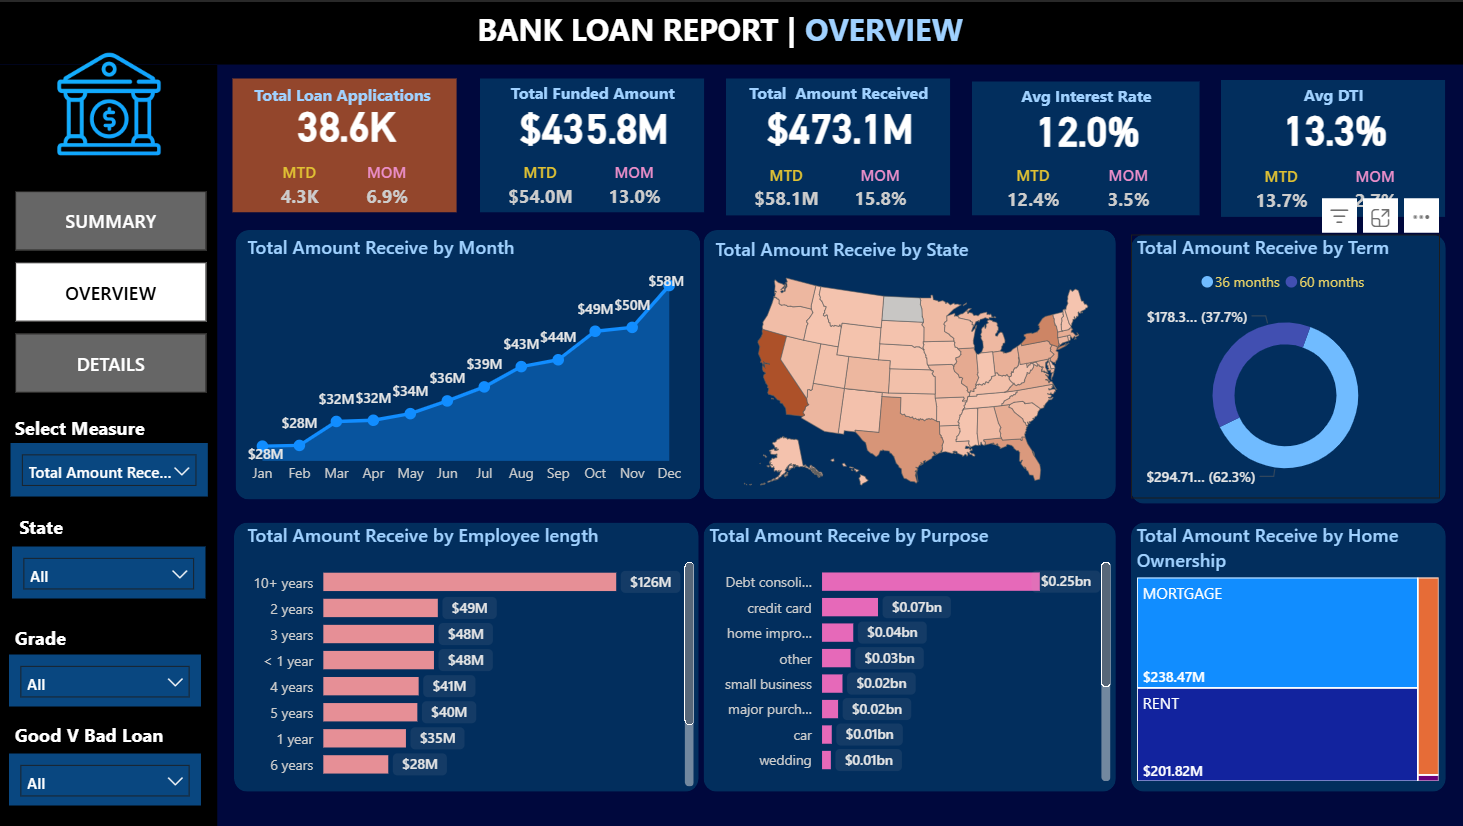 BANK LOAN REPORT | OVERVIEW
Total Loan Applications
38.6K
MTD MOM
4.3K 6.9%
Total Funded Amount
$435.8M
MTD MOM
$54.0M 13.0%
Total Amount Received
$473.1M
MTD MOM
$58.1M 15.8%
Avg Interest Rate
12.0%
MTD MOM
12.4% 3.5%
Avg DTI
13.3%
MTD MOM
13.7%
SUMMARY
OVERVIEW
DETAILS
Select Measure
Total Amount Rece...
State
All
Grade
All
Good V Bad Loan
All
Total Amount Receive by Month
$28M $28M $32M $32M $34M $36M $39M $43M $44M $49M $50M $58M
Jan Feb Mar Apr May Jun Jul Aug Sep Oct Nov Dec
Total Amount Receive by State
Total Amount Receive by Term
36 months 60 months
$178.3... (37.7%)
$294.71... (62.3%)
Total Amount Receive by Employee length
10+ years $126M
2 years $49M
3 years $48M
< 1 year $48M
4 years $41M
5 years $40M
1 year $35M
6 years $28M
Total Amount Receive by Purpose
Debt consoli... $0.25bn
credit card $0.07bn
home impro... $0.04bn
other $0.03bn
small business $0.02bn
major purch... $0.02bn
car $0.01bn
wedding $0.01bn
Total Amount Receive by Home
Ownership
MORTGAGE
$238.47M
RENT
$201.82M